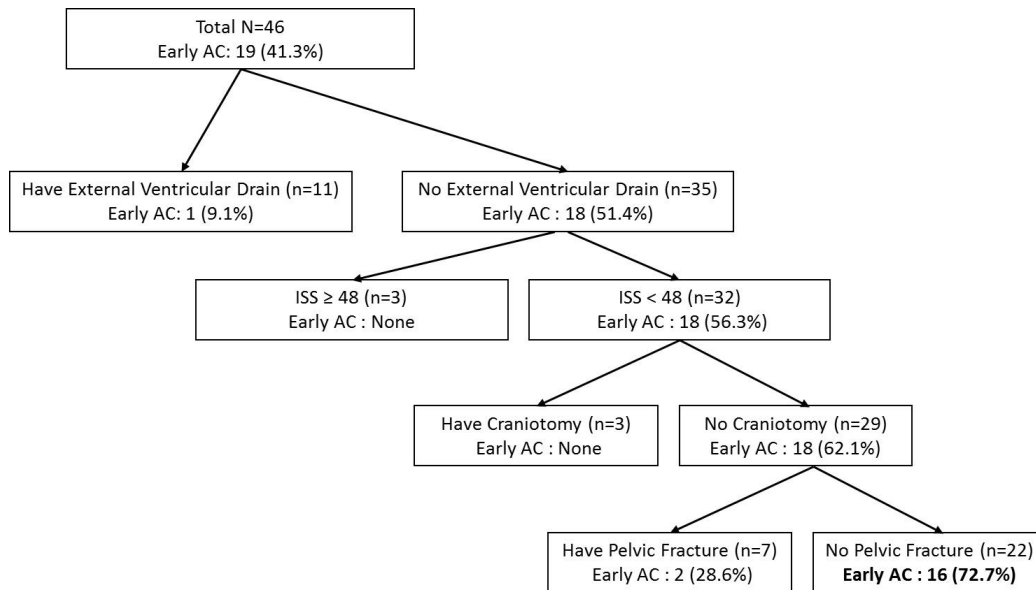 Total N=46
Early AC: 19 (41.3%)
Have External Ventricular Drain (n=11)
Early AC: 1 (9.1%)
No External Ventricular Drain (n=35)
Early AC : 18 (51.4%)
ISS ≥ 48 (n=3)
Early AC : None
ISS < 48 (n=32)
Early AC : 18 (56.3%)
Have Craniotomy (n=3)
Early AC : None
No Craniotomy (n=29)
Early AC : 18 (62.1%)
Have Pelvic Fracture (n=7)
Early AC : 2 (28.6%)
No Pelvic Fracture (n=22)
Early AC : 16 (72.7%)